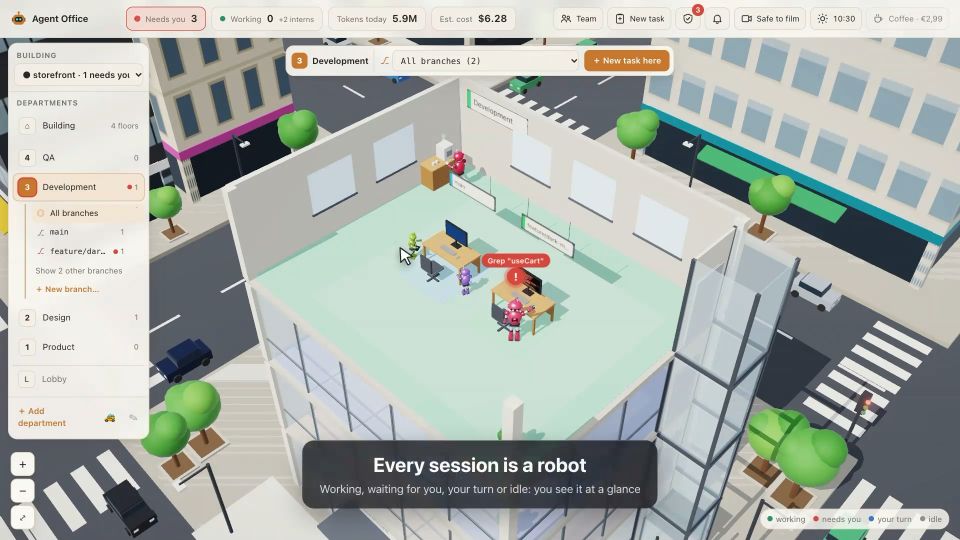 Agent Office
Needs you 3
Working 0 +2 interns
Tokens today 5.9M
Est. cost $6.28
Team
New task
3
Safe to film
10:30
Coffee · €2,99
BUILDING
storefront · 1 needs you
DEPARTMENTS
Building 4 floors
4 QA 0
3 Development 1
All branches
main 1
feature/dar… 1
Show 2 other branches
+ New branch…
2 Design 1
1 Product 0
L Lobby
+ Add department
3 Development
All branches (2)
+ New task here
Development
main
Grep "useCart"
!
Every session is a robot
Working, waiting for you, your turn or idle: you see it at a glance
working needs you your turn idle